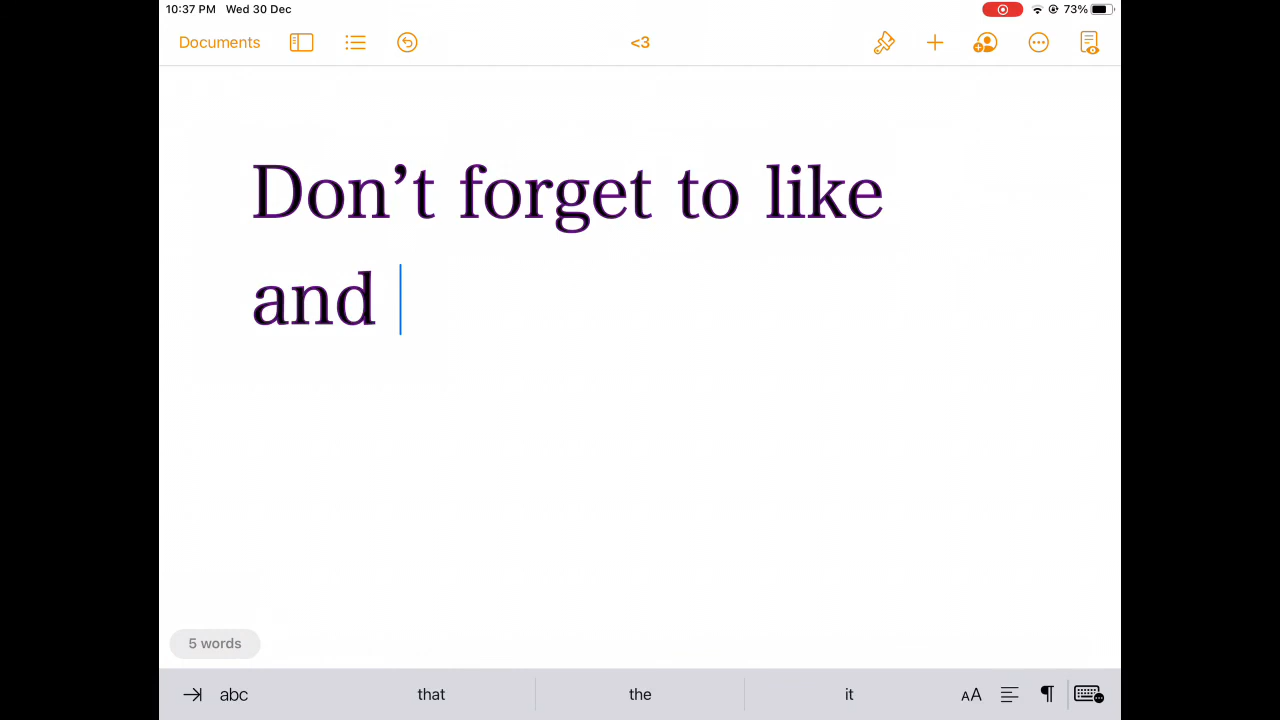 10:37 PM Wed 30 Dec 73%
Documents <3
Don’t forget to like
and
5 words
abc that the it AA